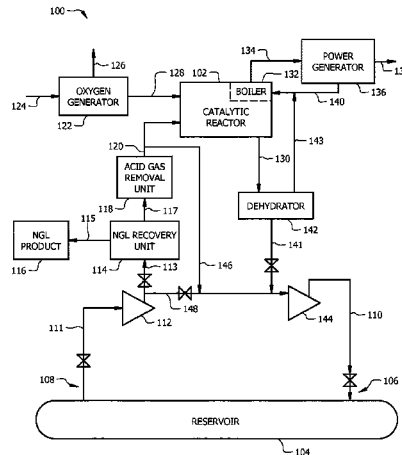 100
126
134
POWER
GENERATOR
13
102
132
136
124
OXYGEN
GENERATOR
122
128
BOILER
CATALYTIC
REACTOR
140
143
120
130
ACID GAS
REMOVAL
UNIT
118
117
115
NGL
PRODUCT
116
NGL RECOVERY
UNIT
114
113
DEHYDRATOR
142
141
146
111
148
112
144
110
108
106
RESERVOIR
104